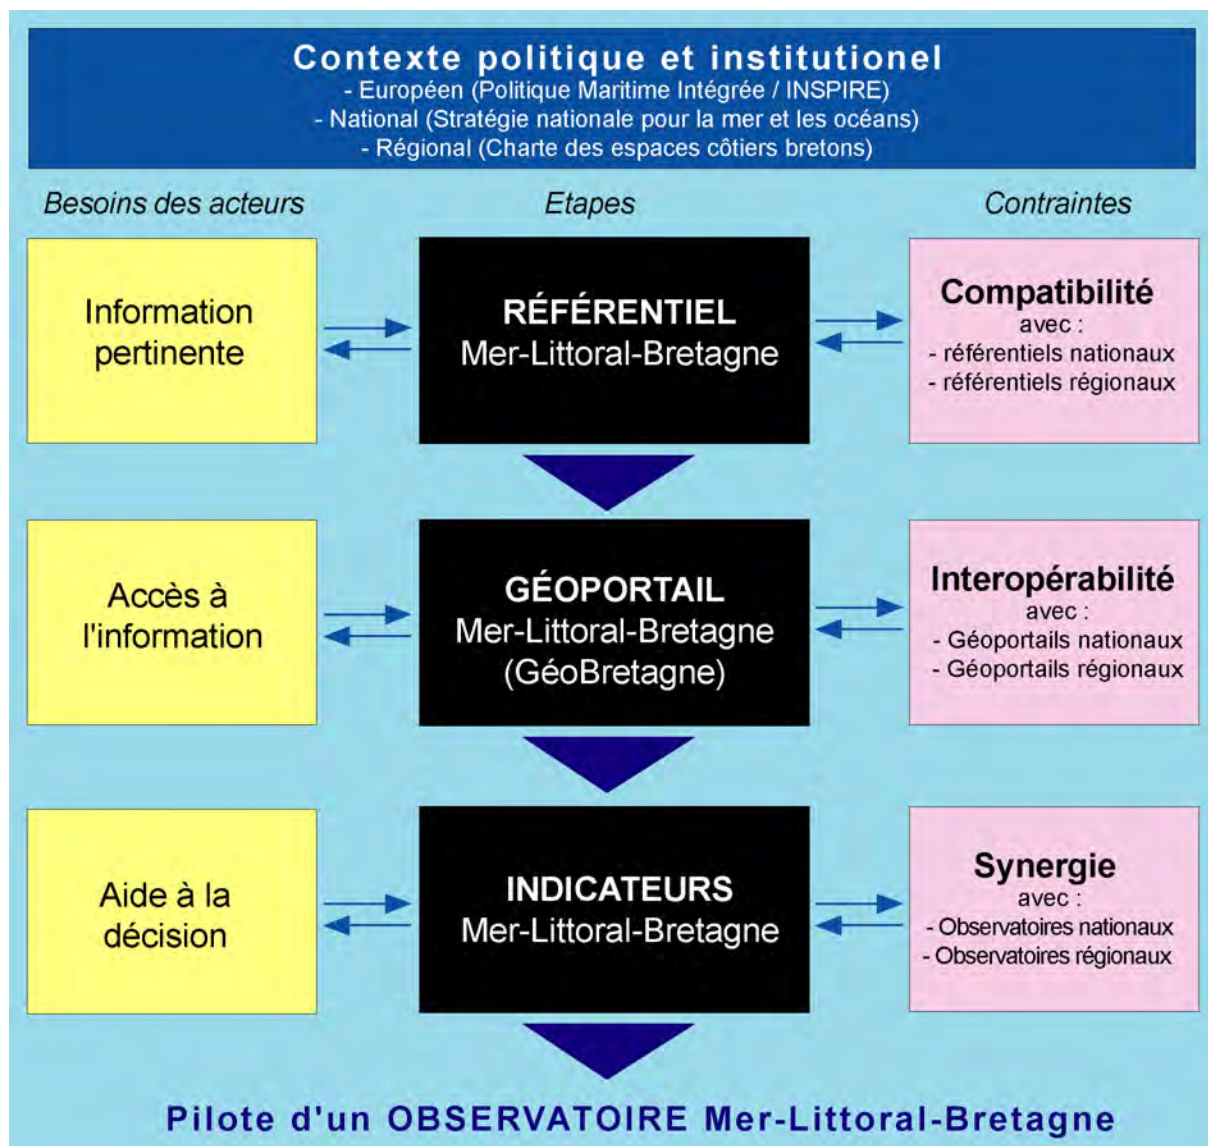 Contexte politique et institutionel
- Européen (Politique Maritime Intégrée / INSPIRE)
- National (Stratégie nationale pour la mer et les océans)
- Régional (Charte des espaces côtiers bretons)
Besoins des acteurs
Etapes
Contraintes
Information
pertinente
RÉFÉRENTIEL
Mer-Littoral-Bretagne
Compatibilité
avec :
- référentiels nationaux
- référentiels régionaux
Accès à
l'information
GÉOPORTAIL
Mer-Littoral-Bretagne
(GéoBretagne)
Interopérabilité
avec :
- Géoportails nationaux
- Géoportails régionaux
Aide à la
décision
INDICATEURS
Mer-Littoral-Bretagne
Synergie
avec :
- Observatoires nationaux
- Observatoires régionaux
Pilote d'un OBSERVATOIRE Mer-Littoral-Bretagne